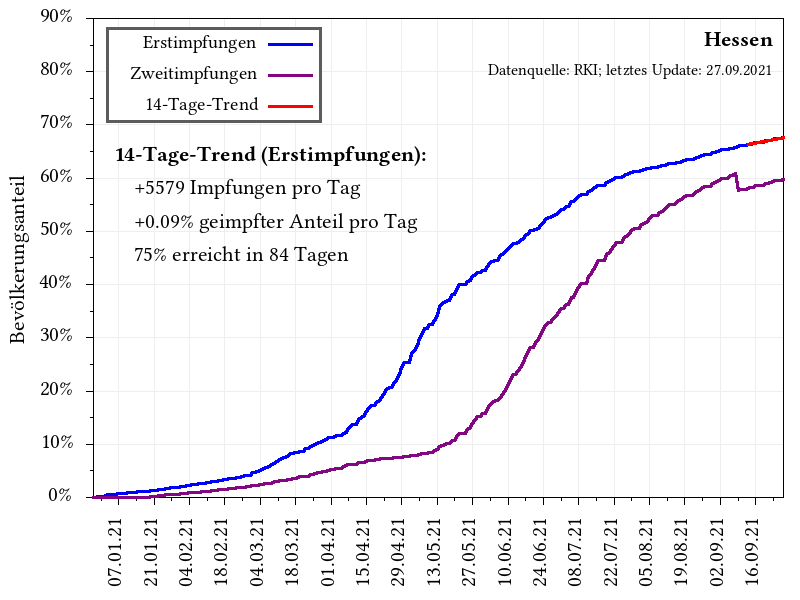 90%
80%
70%
60%
50%
40%
30%
20%
10%
0%
Bevölkerungsanteil
Erstimpfungen
Zweitimpfungen
14-Tage-Trend
Hessen
Datenquelle: RKI; letztes Update: 27.09.2021
14-Tage-Trend (Erstimpfungen):
+5579 Impfungen pro Tag
+0.09% geimpfter Anteil pro Tag
75% erreicht in 84 Tagen
07.01.21
21.01.21
04.02.21
18.02.21
04.03.21
18.03.21
01.04.21
15.04.21
29.04.21
13.05.21
27.05.21
10.06.21
24.06.21
08.07.21
22.07.21
05.08.21
19.08.21
02.09.21
16.09.21